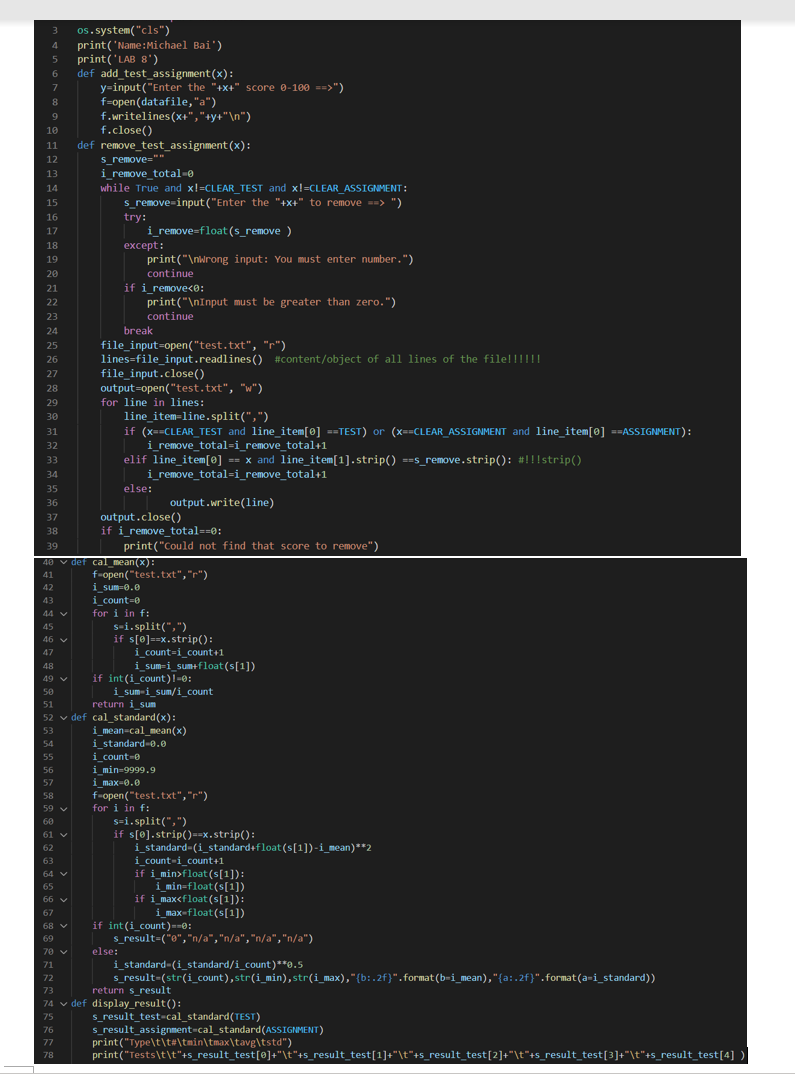 3 os.system("cls")
4 print('Name:Michael Bai')
5 print('LAB 8')
6 def add_test_assignment(x):
7     y=input("Enter the "+x+" score 0-100 ==>")
8     f=open(datafile,"a")
9     f.writelines(x+","+y+"\n")
10     f.close()
11 def remove_test_assignment(x):
12     s_remove=""
13     i_remove_total=0
14     while True and x!=CLEAR_TEST and x!=CLEAR_ASSIGNMENT:
15         s_remove=input("Enter the "+x+" to remove ==> ")
16         try:
17             i_remove=float(s_remove )
18         except:
19             print("\nWrong input: You must enter number.")
20             continue
21         if i_remove<0:
22             print("\nInput must be greater than zero.")
23             continue
24         break
25     file_input=open("test.txt", "r")
26     lines=file_input.readlines()  #content/object of all lines of the file!!!!!!
27     file_input.close()
28     output=open("test.txt", "w")
29     for line in lines:
30         line_item=line.split(",")
31         if (x==CLEAR_TEST and line_item[0] ==TEST) or (x==CLEAR_ASSIGNMENT and line_item[0] ==ASSIGNMENT):
32             i_remove_total=i_remove_total+1
33         elif line_item[0] == x and line_item[1].strip() ==s_remove.strip(): #!!!strip()
34             i_remove_total=i_remove_total+1
35         else:
36                 output.write(line)
37     output.close()
38     if i_remove_total==0:
39         print("Could not find that score to remove")
40 def cal_mean(x):
41     f=open("test.txt","r")
42     i_sum=0.0
43     i_count=0
44     for i in f:
45         s=i.split(",")
46         if s[0]==x.strip():
47             i_count=i_count+1
48             i_sum=i_sum+float(s[1])
49     if int(i_count)!=0:
50         i_sum=i_sum/i_count
51     return i_sum
52 def cal_standard(x):
53     i_mean=cal_mean(x)
54     i_standard=0.0
55     i_count=0
56     i_min=9999.9
57     i_max=0.0
58     f=open("test.txt","r")
59     for i in f:
60         s=i.split(",")
61         if s[0].strip()==x.strip():
62             i_standard=(i_standard+float(s[1])-i_mean)**2
63             i_count=i_count+1
64             if i_min>float(s[1]):
65                 i_min=float(s[1])
66             if i_max<float(s[1]):
67                 i_max=float(s[1])
68     if int(i_count)==0:
69         s_result=("0","n/a","n/a","n/a","n/a")
70     else:
71         i_standard=(i_standard/i_count)**0.5
72         s_result=(str(i_count),str(i_min),str(i_max),"{b:.2f}".format(b=i_mean),"{a:.2f}".format(a=i_standard))
73     return s_result
74 def display_result():
75     s_result_test=cal_standard(TEST)
76     s_result_assignment=cal_standard(ASSIGNMENT)
77     print("Type\t\t#\tmin\tmax\tavg\tstd")
78     print("Tests\t\t"+s_result_test[0]+"\t"+s_result_test[1]+"\t"+s_result_test[2]+"\t"+s_result_test[3]+"\t"+s_result_test[4] )